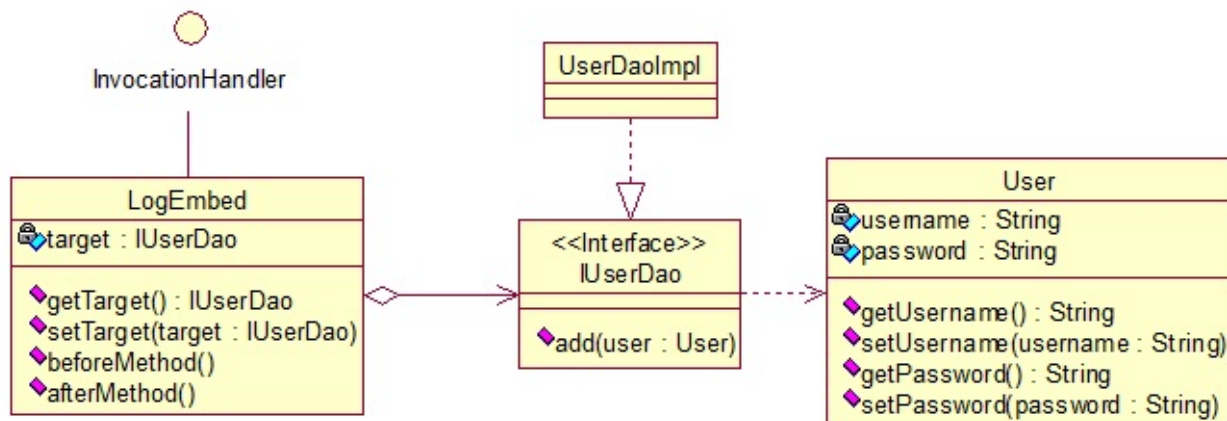 InvocationHandler
UserDaoImpl
LogEmbed
target : IUserDao
getTarget() : IUserDao
setTarget(target : IUserDao)
beforeMethod()
afterMethod()
<<Interface>>
IUserDao
add(user : User)
User
username : String
password : String
getUsername() : String
setUsername(username : String)
getPassword() : String
setPassword(password : String)